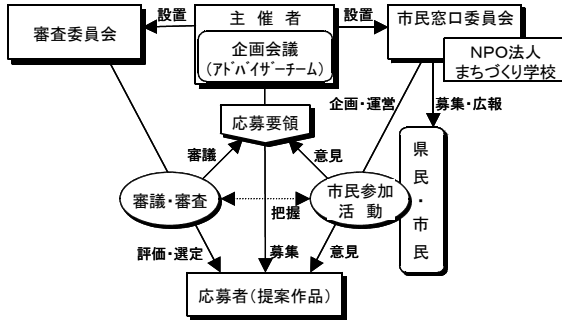 審査委員会
設置
主 催 者
企画会議
(ｱﾄﾞﾊﾞｲｻﾞｰﾁｰﾑ)
設置
市民窓口委員会
NPO法人
まちづくり学校
応募要領
企画・運営
募集・広報
審議
意見
県民・市民
審議・審査
把握
市民参加
活 動
評価・選定
募集
意見
応募者(提案作品)